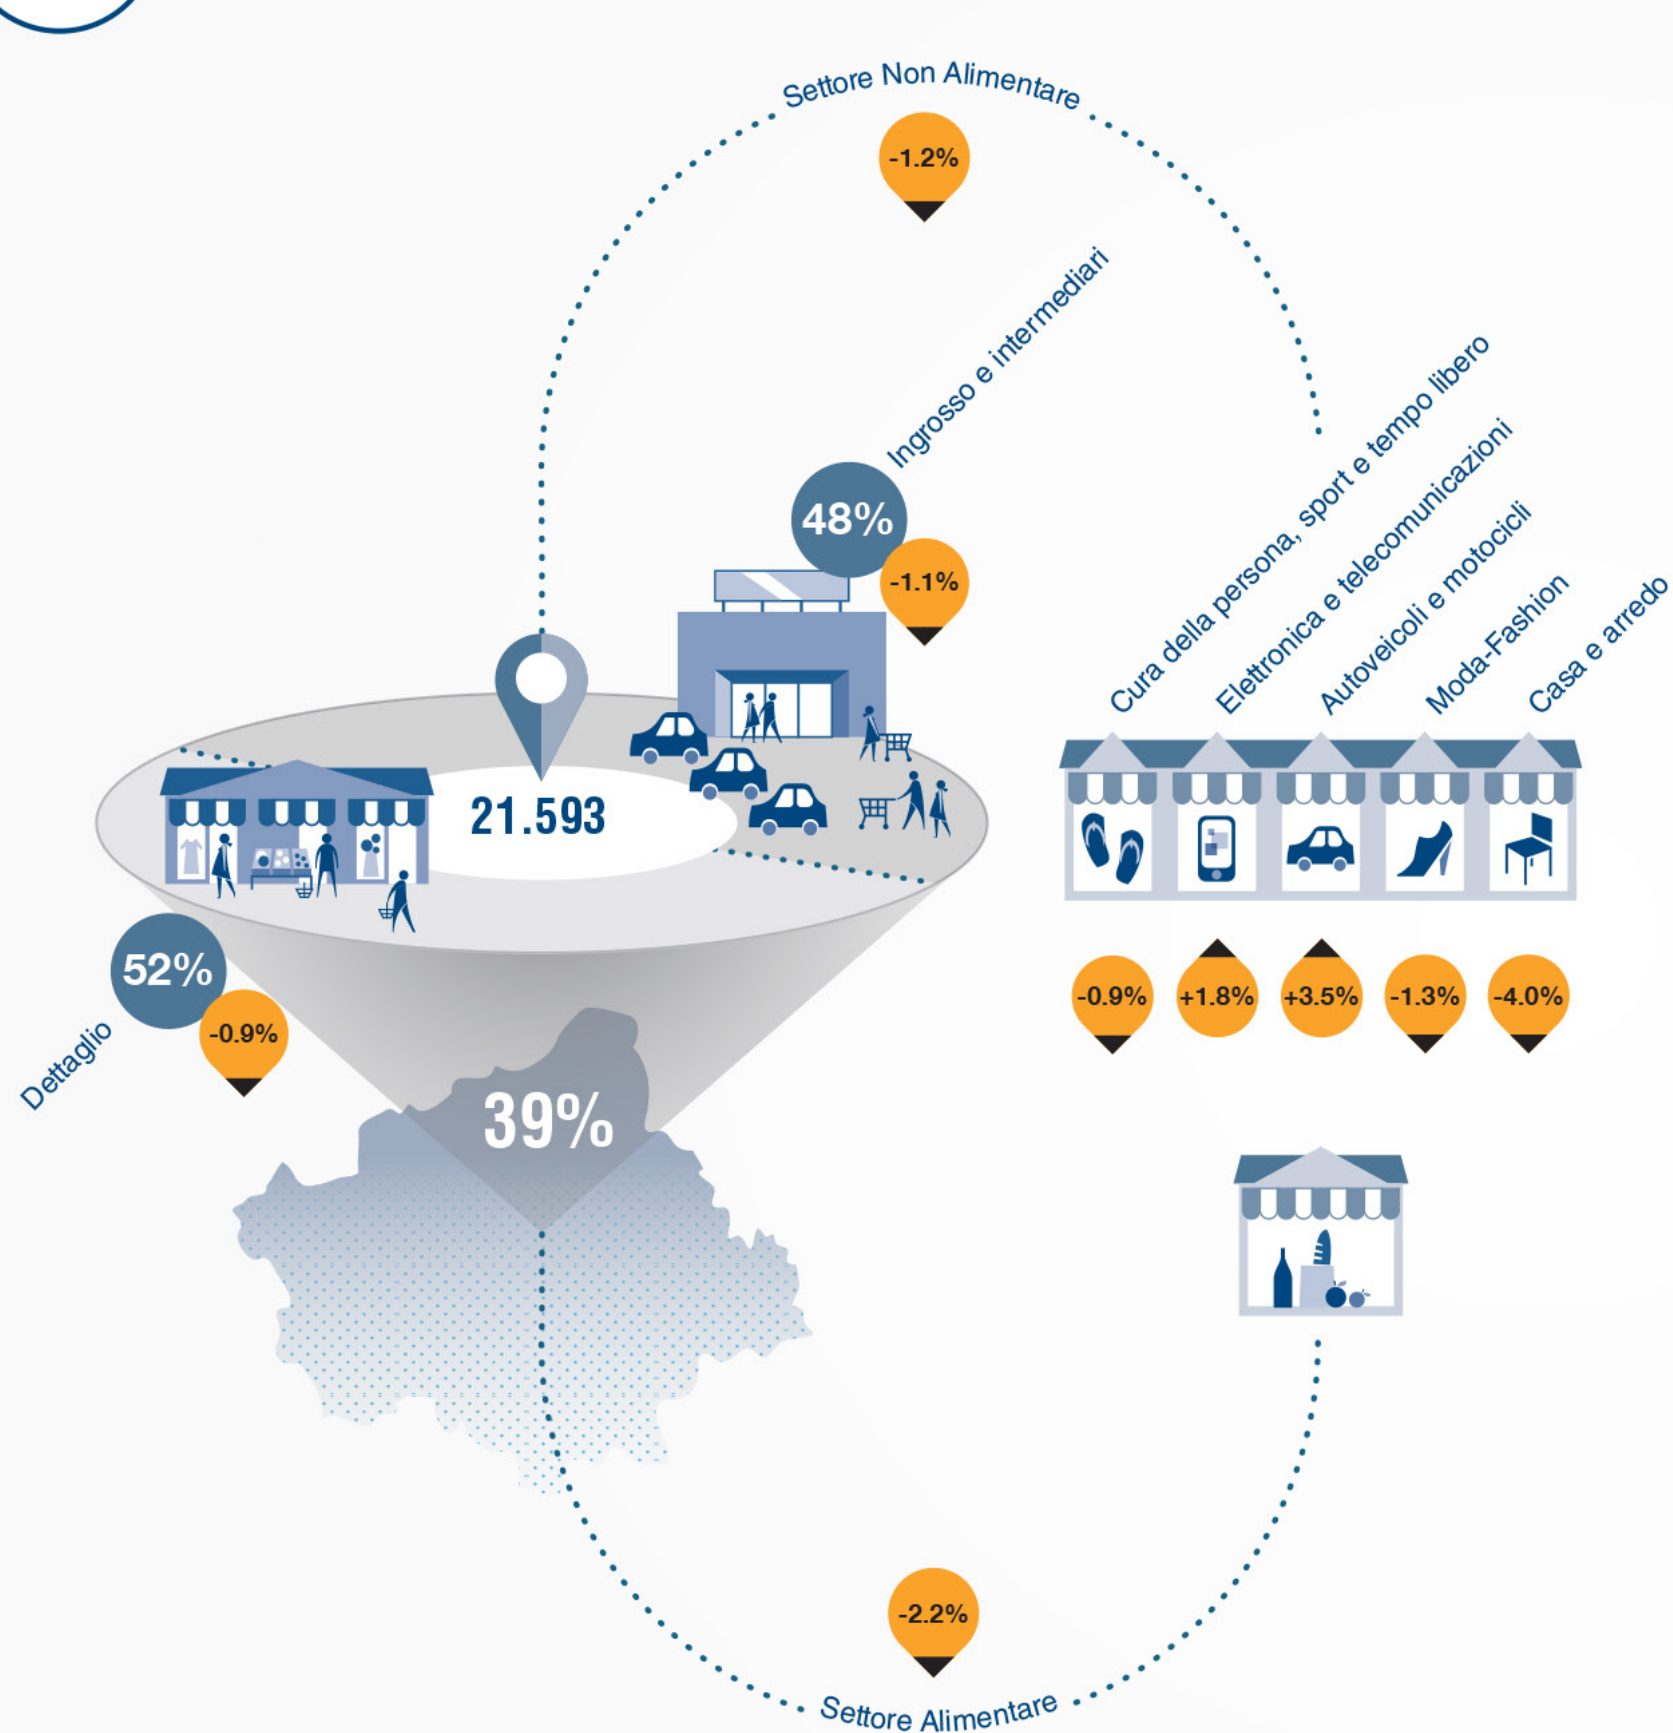 Settore Non Alimentare
-1.2%
Ingrosso e intermediari
48%
-1.1%
Cura della persona, sport e tempo libero
Elettronica e telecomunicazioni
Autoveicoli e motocicli
Moda-Fashion
Casa e arredo
21.593
52%
-0.9%
Dettaglio
-0.9%
+1.8%
+3.5%
-1.3%
-4.0%
39%
-2.2%
Settore Alimentare